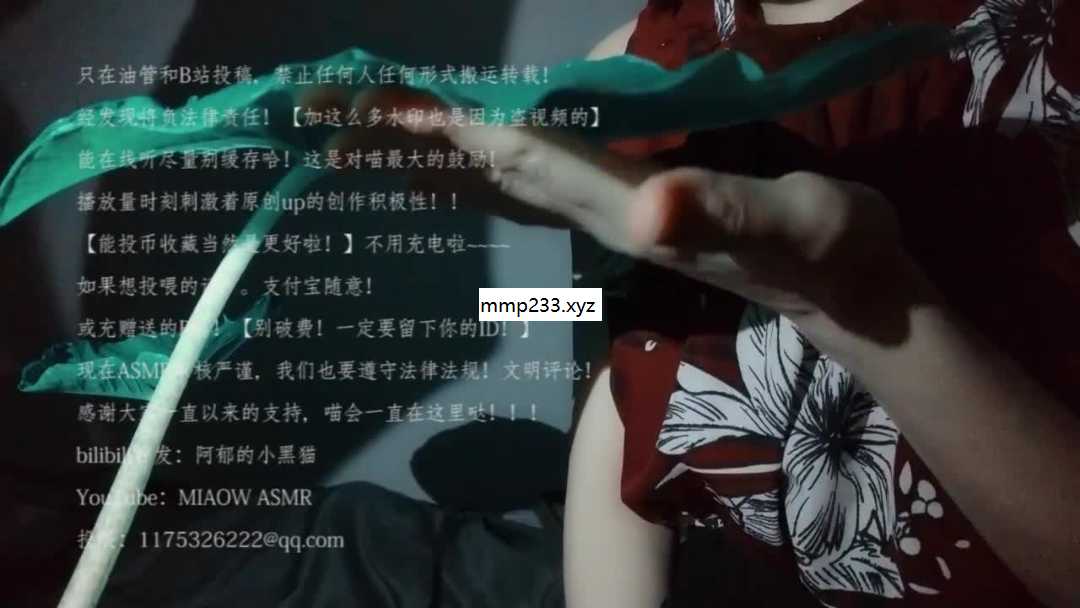 只在油管和B站投稿，禁止任何人任何形式搬运转载！
经发现将负法律责任！【加这么多水印也是因为盗视频的】
能在线听尽量别缓存哈！这是对喵最大的鼓励！
播放量时刻刺激着原创up的创作积极性！！
【能投币收藏当然是更好啦！】不用充电啦~~~~
如果想投喂的 。支付宝随意！
mmp233.xyz
或充赠送的 ！【别破费！一定要留下你的ID！】
现在ASMR 核严谨，我们也要遵守法律法规！文明评论！
感谢大家一直以来的支持，喵会一直在这里哒！！！
bilibili 发：阿郁的小黑猫
YouTube：MIAOW ASMR
：1175326222@qq.com